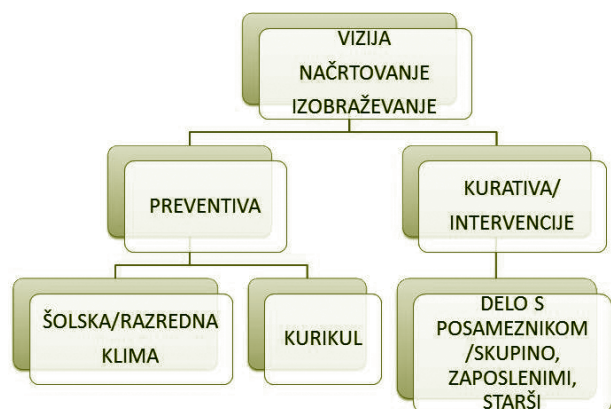 VIZIJA
NAČRTOVANJE
IZOBRAŽEVANJE
PREVENTIVA
KURATIVA/
INTERVENCIJE
ŠOLSKA/RAZREDNA
KLIMA
KURIKUL
DELO S
POSAMEZNIKOM
/SKUPINO,
ZAPOSLENIMI,
STARŠI